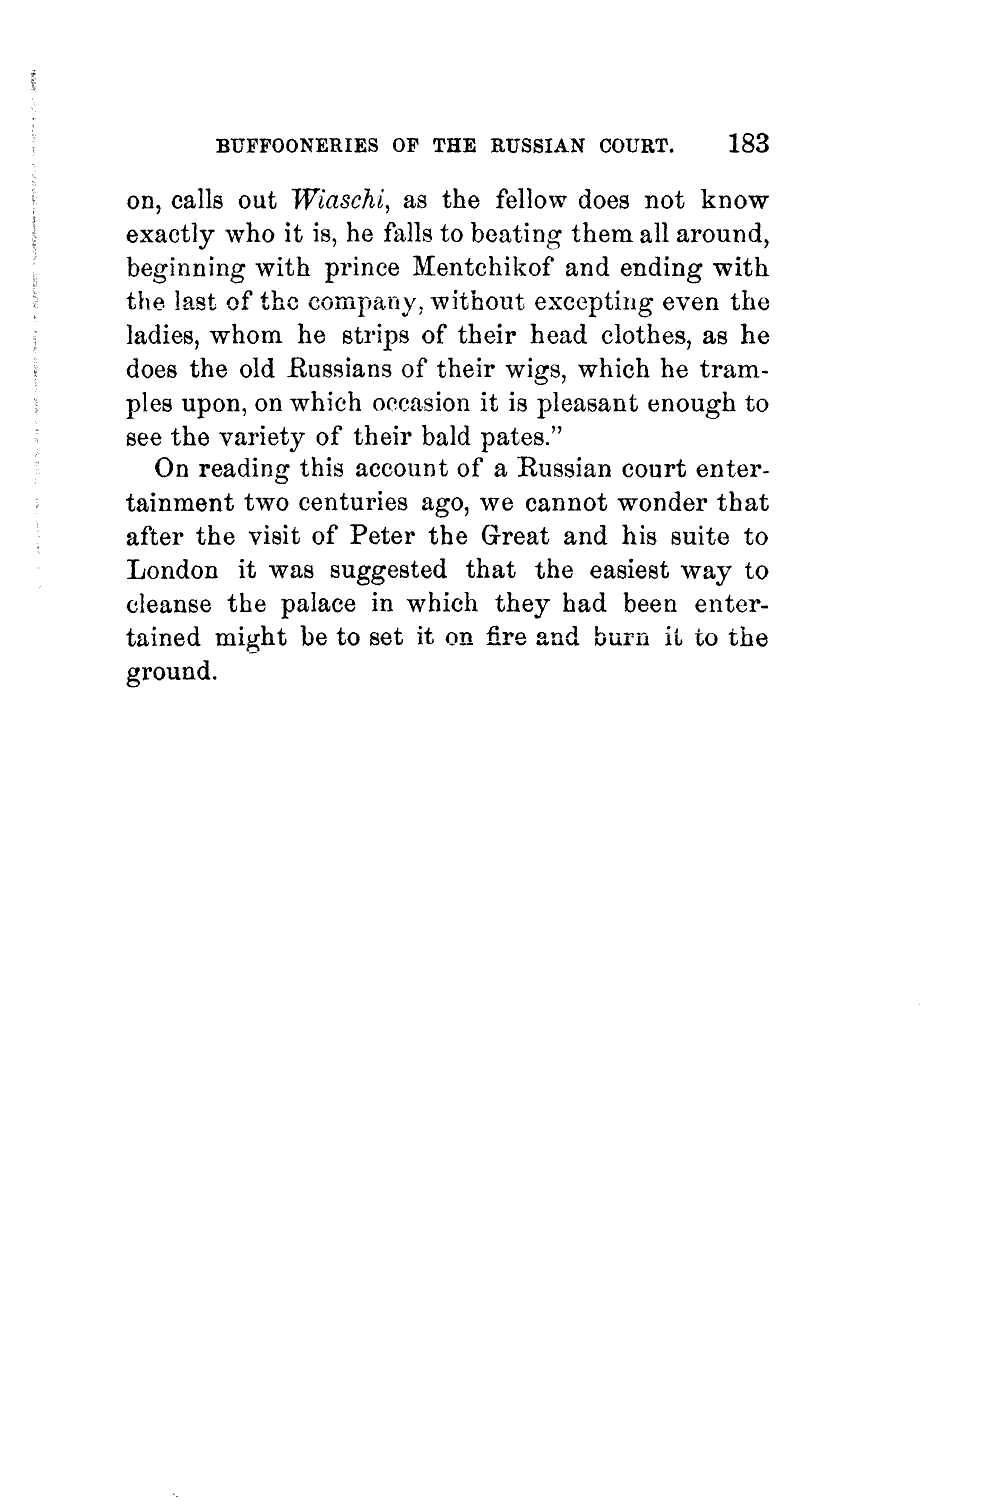 BUFFOONERIES OF THE RUSSIAN COURT. 183
on, calls out Wiaschi, as the fellow does not know
exactly who it is, he falls to beating them all around,
beginning with prince Mentchikof and ending with
the last of the company, without excepting even the
ladies, whom he strips of their head clothes, as he
does the old Russians of their wigs, which he tram-
ples upon, on which occasion it is pleasant enough to
see the variety of their bald pates.”
On reading this account of a Russian court enter-
tainment two centuries ago, we cannot wonder that
after the visit of Peter the Great and his suite to
London it was suggested that the easiest way to
cleanse the palace in which they had been enter-
tained might be to set it on fire and burn it to the
ground.